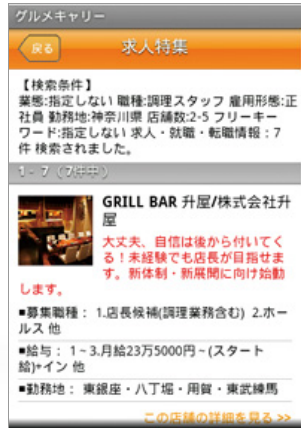 グルメキャリー
戻る
求人特集
【検索条件】
業態:指定しない 職種:調理スタッフ 雇用形態:正
社員 勤務地:神奈川県 店舗数:2-5 フリーキー
ワード:指定しない 求人・就職・転職情報：7
件 検索されました。
1 - 7 （7件中）
GRILL BAR 升屋/株式会社升
屋
大丈夫、自信は後から付いてく
る！未経験でも店長が目指せま
す。新体制・新展開に向け始動
します。
■募集職種： 1.店長候補(調理業務含む) 2.ホー
ルス 他
■給与： 1～3.月給23万5000円～(スタート
給)+イン 他
■勤務地： 東銀座・八丁堀・用賀・東武練馬
この店舗の詳細を見る >>